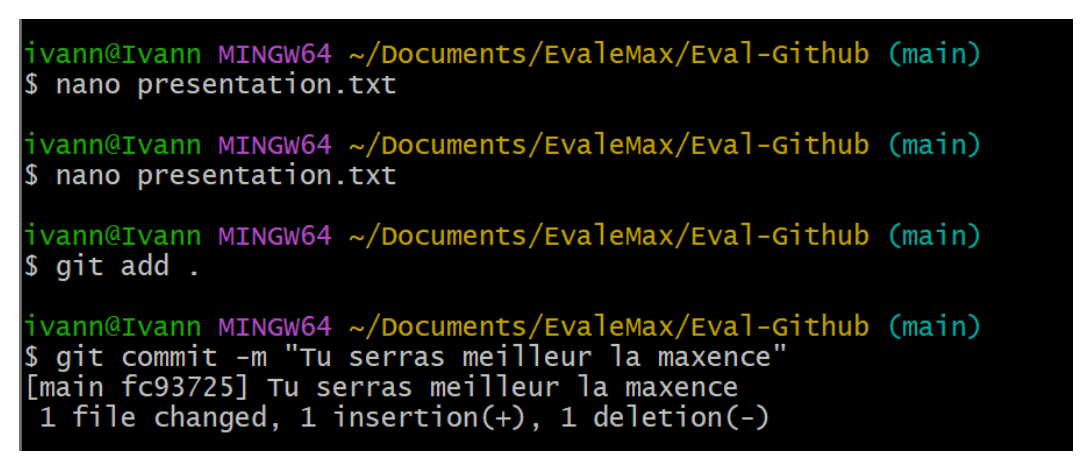 ivann@Ivann MINGW64 ~/Documents/EvaleMax/Eval-Github (main)
$ nano presentation.txt
ivann@Ivann MINGW64 ~/Documents/EvaleMax/Eval-Github (main)
$ nano presentation.txt
ivann@Ivann MINGW64 ~/Documents/EvaleMax/Eval-Github (main)
$ git add .
ivann@Ivann MINGW64 ~/Documents/EvaleMax/Eval-Github (main)
$ git commit -m "Tu serras meilleur la maxence"
[main fc93725] Tu serras meilleur la maxence
 1 file changed, 1 insertion(+), 1 deletion(-)